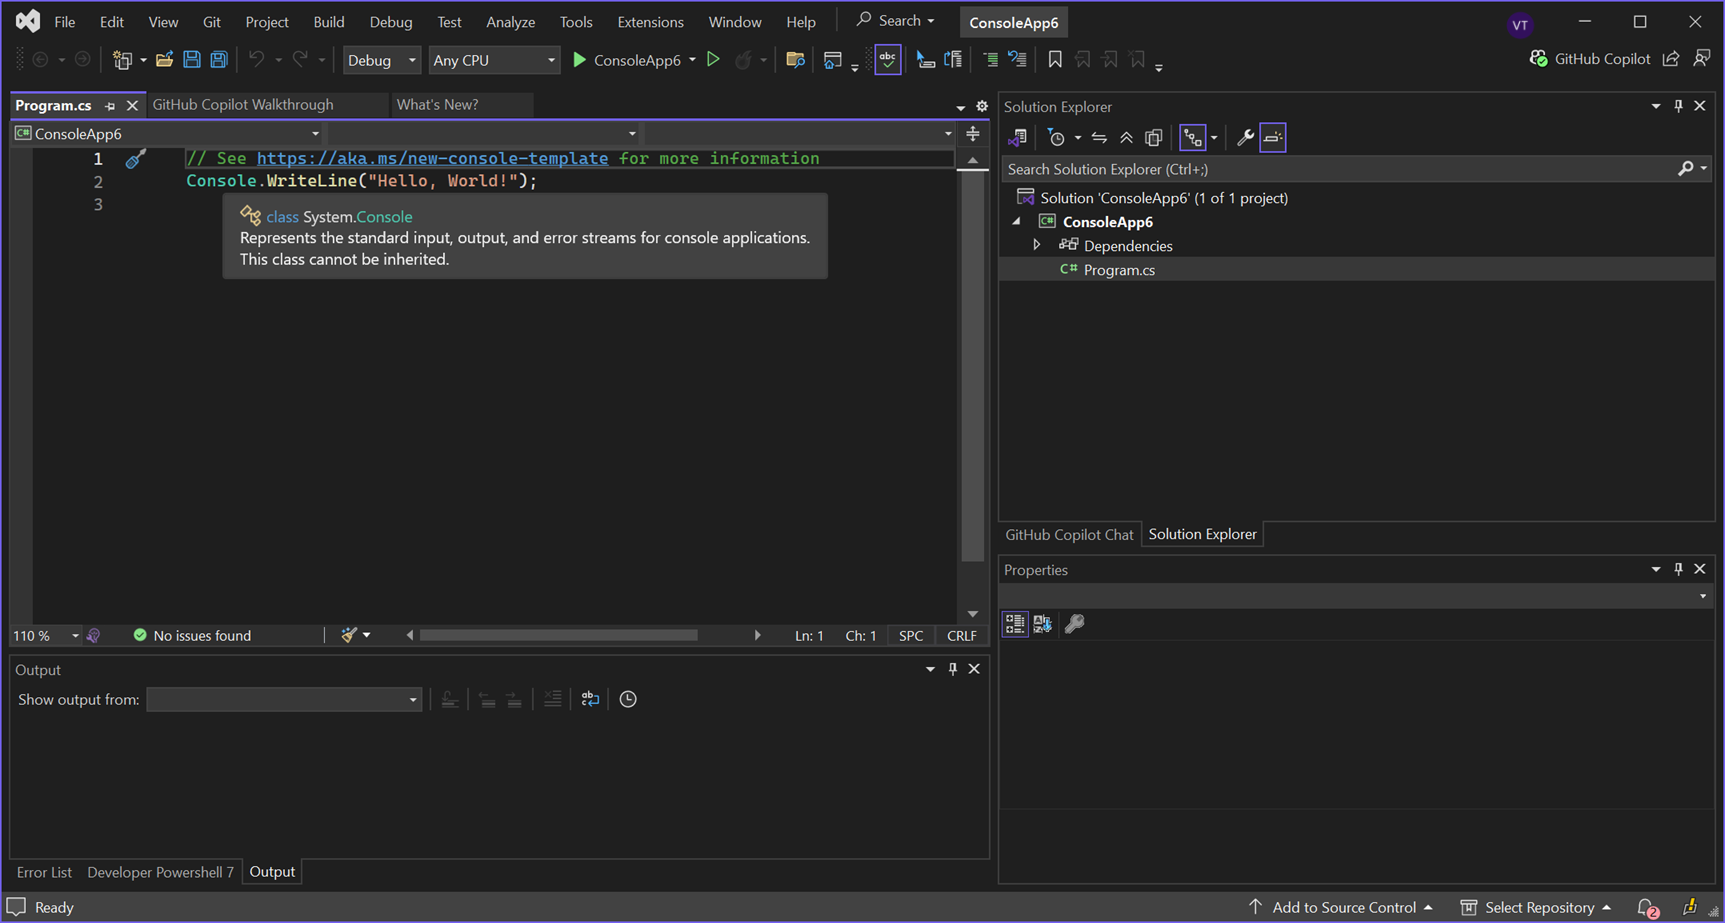 File Edit View Git Project Build Debug Test Analyze Tools Extensions Window Help Search ConsoleApp6 VT
Debug Any CPU ConsoleApp6 abc GitHub Copilot
Program.cs GitHub Copilot Walkthrough What's New?
C# ConsoleApp6
1 // See https://aka.ms/new-console-template for more information
2 Console.WriteLine("Hello, World!");
3
class System.Console
Represents the standard input, output, and error streams for console applications.
This class cannot be inherited.
110 % No issues found Ln: 1 Ch: 1 SPC CRLF
Output
Show output from:
Error List Developer Powershell 7 Output
Solution Explorer
Search Solution Explorer (Ctrl+;)
Solution 'ConsoleApp6' (1 of 1 project)
C# ConsoleApp6
Dependencies
C# Program.cs
GitHub Copilot Chat Solution Explorer
Properties
Ready Add to Source Control Select Repository 2